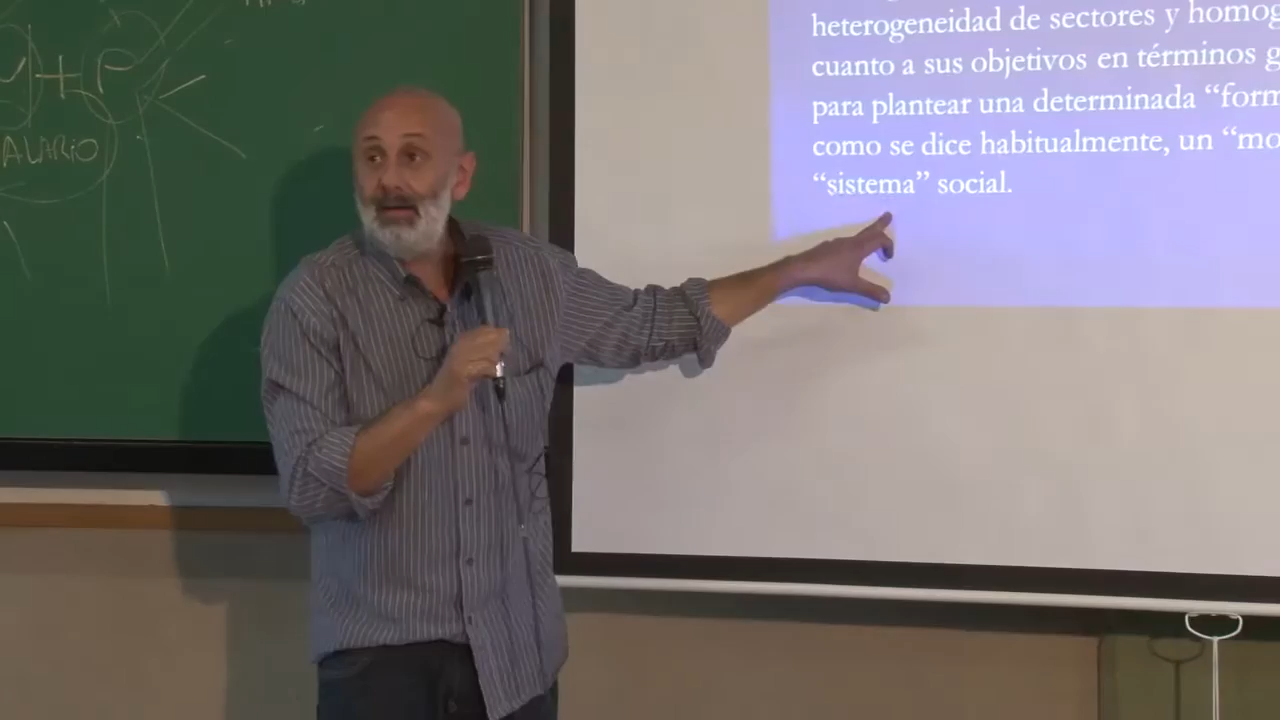 ALARIO
heterogeneidad de sectores y homog
cuanto a sus objetivos en términos g
para plantear una determinada “form
como se dice habitualmente, un “mo
“sistema” social.